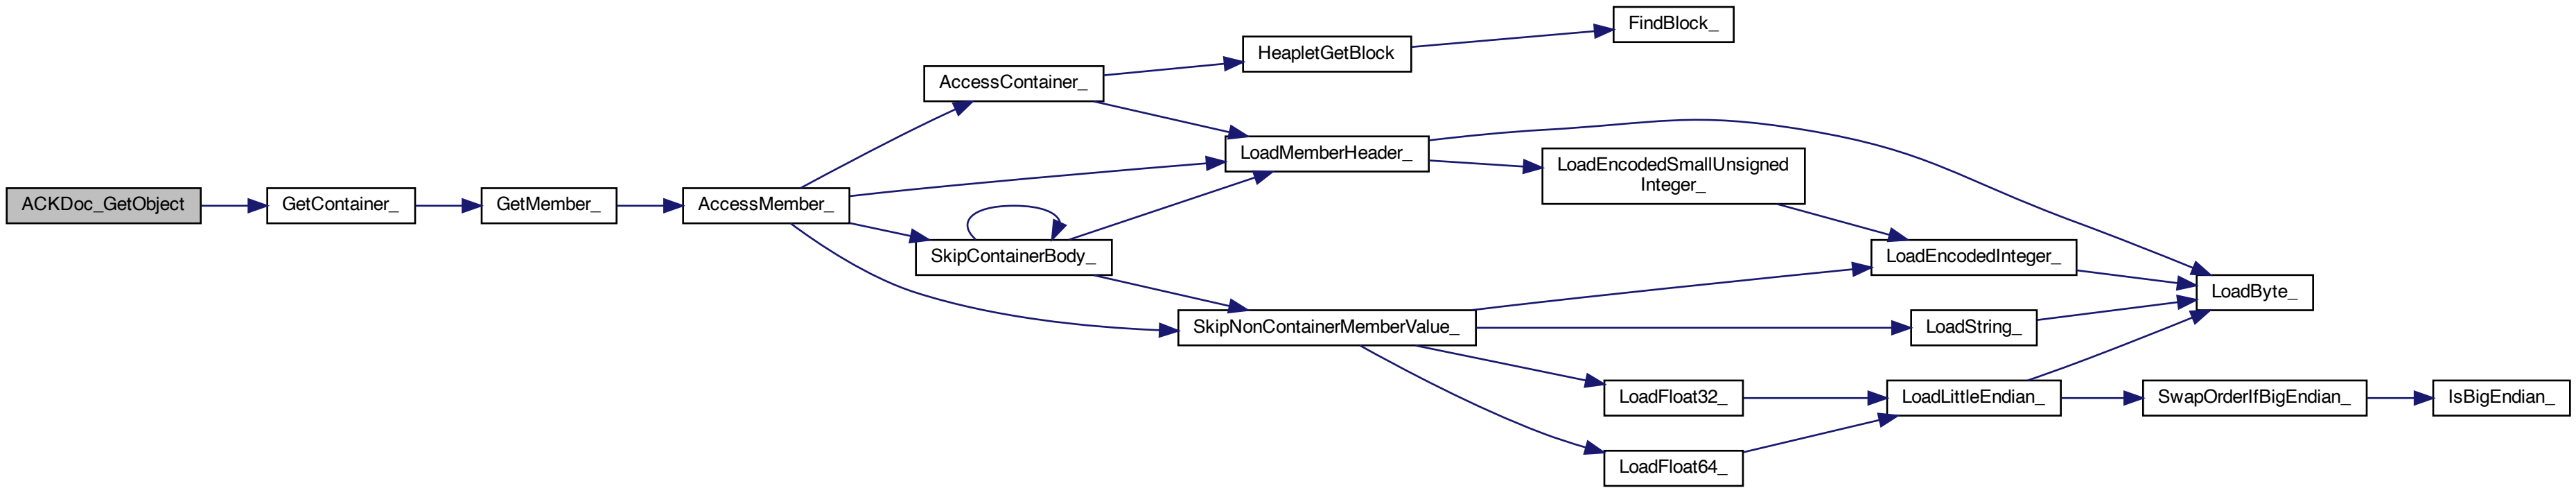 ACKDoc_GetObject
GetContainer_
GetMember_
AccessMember_
AccessContainer_
HeapletGetBlock
FindBlock_
LoadMemberHeader_
LoadEncodedSmallUnsigned
Integer_
SkipContainerBody_
LoadEncodedInteger_
LoadByte_
SkipNonContainerMemberValue_
LoadString_
LoadFloat32_
LoadLittleEndian_
SwapOrderIfBigEndian_
IsBigEndian_
LoadFloat64_